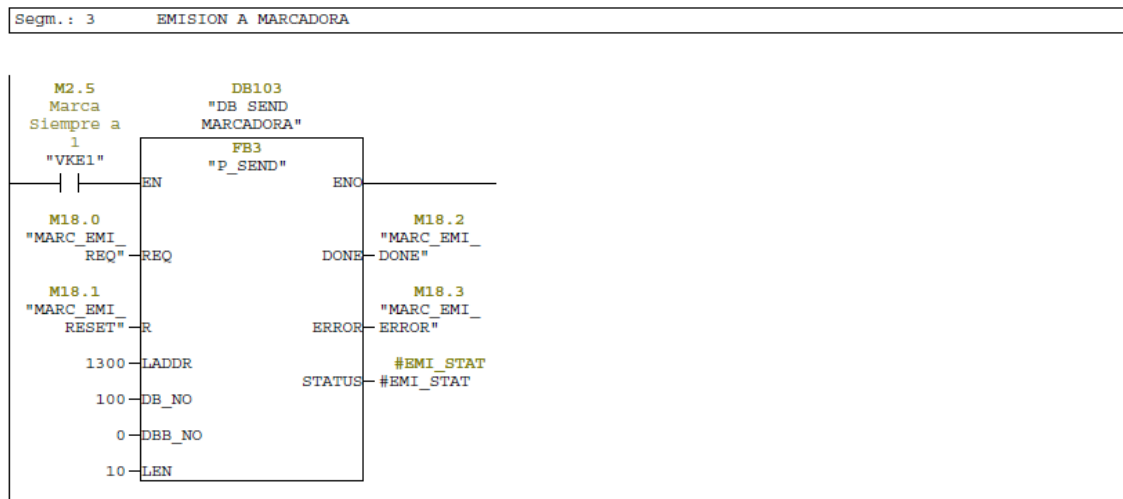 Segm.: 3 EMISION A MARCADORA
M2.5
Marca
Siempre a
1
"VKE1"
DB103
"DB SEND
MARCADORA"
FB3
"P_SEND"
EN
ENO
M18.0
"MARC_EMI_
REQ"
REQ
M18.2
"MARC_EMI_
DONE
DONE"
M18.1
"MARC_EMI_
RESET"
R
M18.3
"MARC_EMI_
ERROR
ERROR"
1300
LADDR
#EMI_STAT
STATUS
#EMI_STAT
100
DB_NO
0
DBB_NO
10
LEN